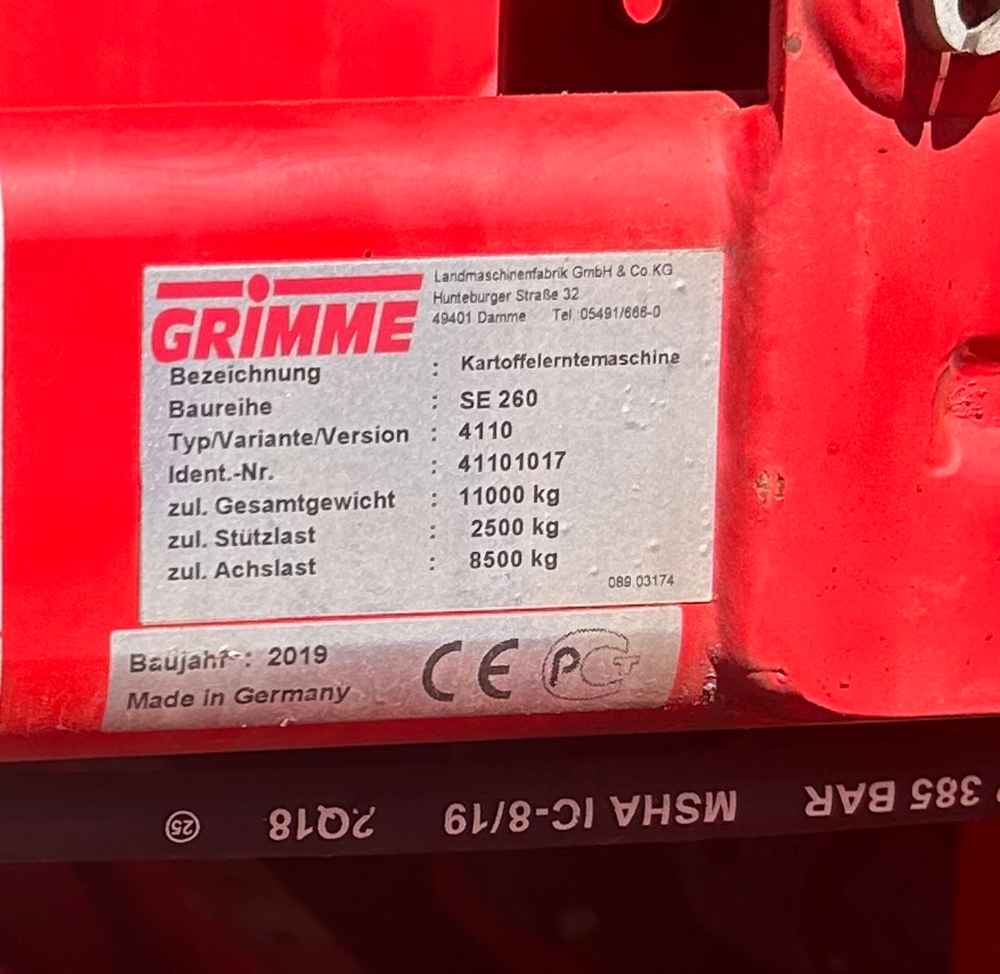 GRIMME
Landmaschinenfabrik GmbH & Co.KG
Hunteburger Straße 32
49401 Damme Tel 05491/666-0
Bezeichnung : Kartoffelerntemaschine
Baureihe : SE 260
Typ/Variante/Version : 4110
Ident.-Nr. : 41101017
zul. Gesamtgewicht : 11000 kg
zul. Stützlast : 2500 kg
zul. Achslast : 8500 kg
089.03174
Baujahr : 2019
Made in Germany
CE PCT
385 BAR MSHA IC-8/19 2Q18 25